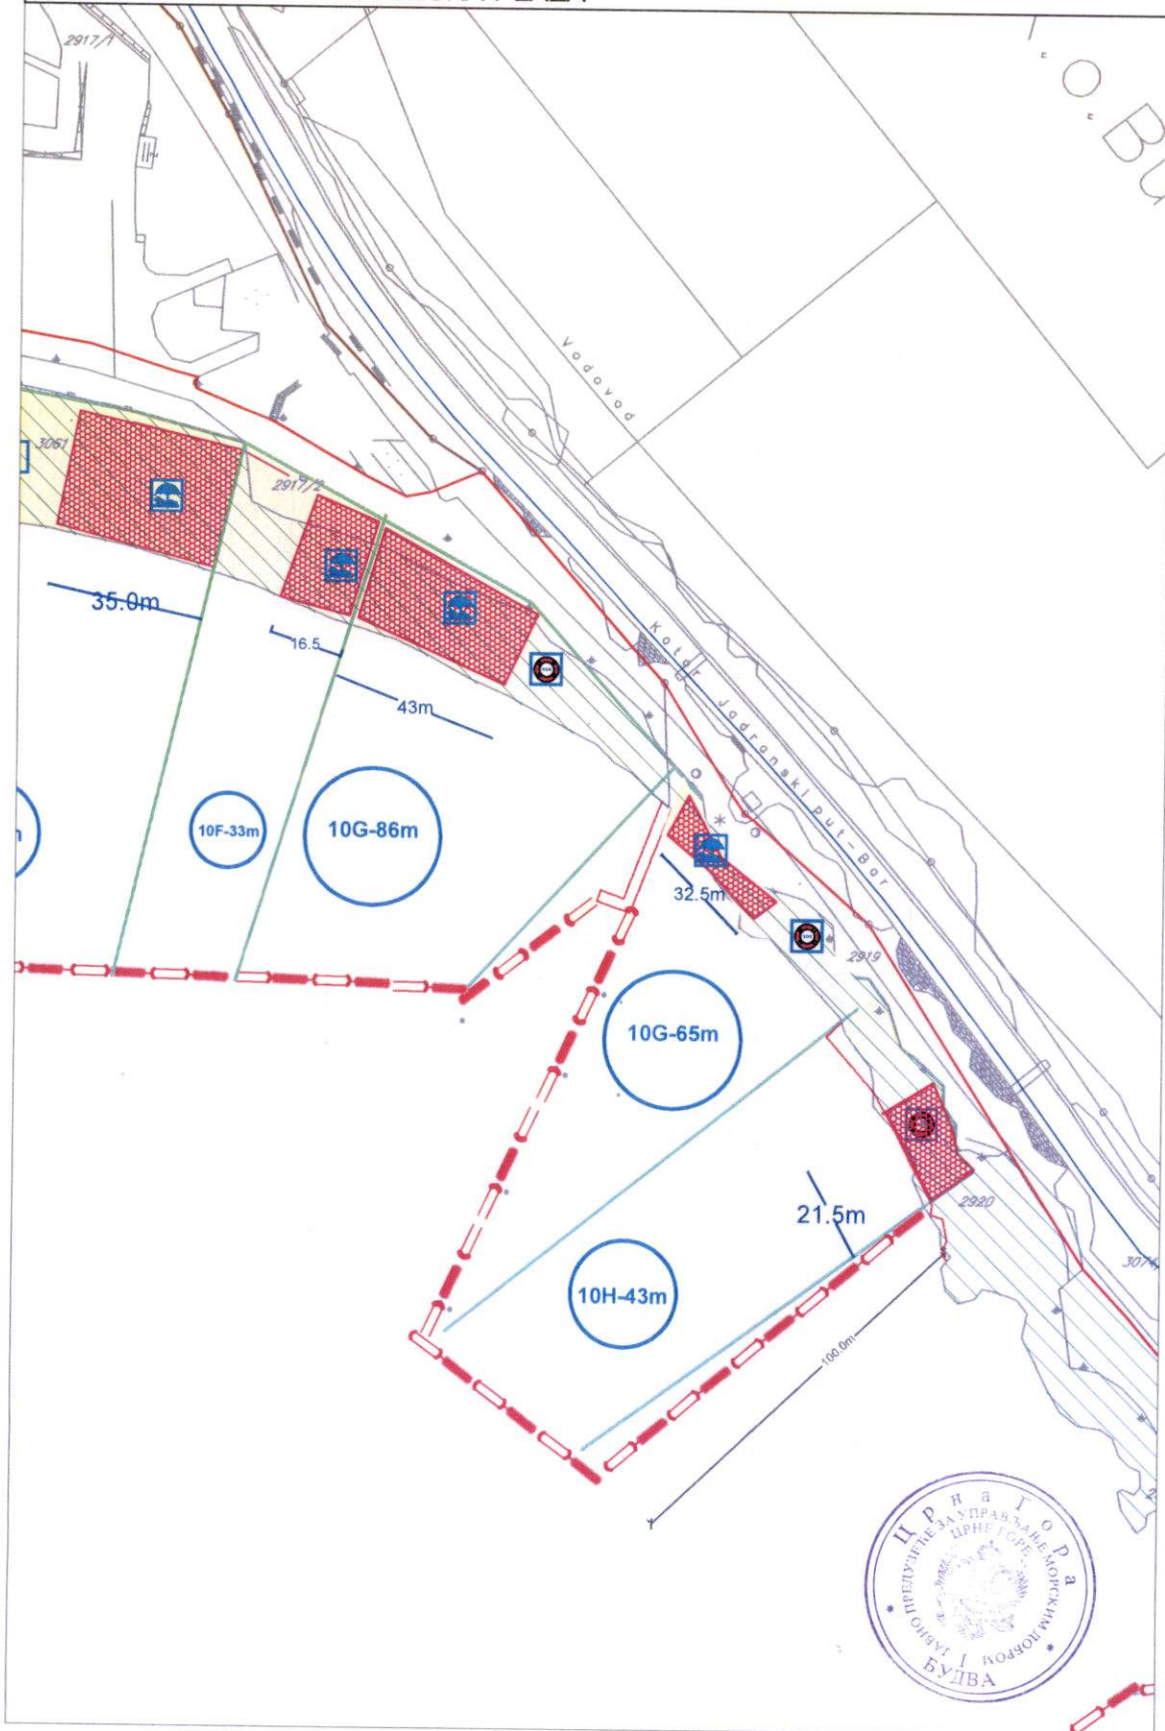 2917/1
О.Bu
Vodovod
3061
2917/2
35.0m
16.5
43m
Kotor Jadranski put-Bar
10F-33m
10G-86m
32.5m
2919
10G-65m
21.5m
2920
10H-43m
3074
100.0m
Црна Гора
ЈАВНО ПРЕДУЗЕЋЕ ЗА УПРАВЉАЊЕ МОРСКИМ ДОБРОМ
ЦРНЕ ГОРЕ
I
БУДВА